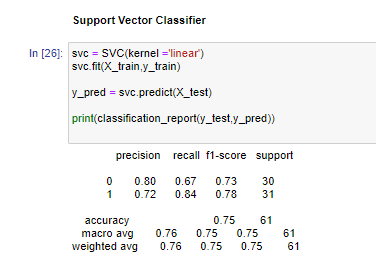 Support Vector Classifier
In [26]: svc = SVC(kernel ='linear')
svc.fit(X_train,y_train)
y_pred = svc.predict(X_test)
print(classification_report(y_test,y_pred))
precision recall f1-score support
0 0.80 0.67 0.73 30
1 0.72 0.84 0.78 31
accuracy 0.75 61
macro avg 0.76 0.75 0.75 61
weighted avg 0.76 0.75 0.75 61